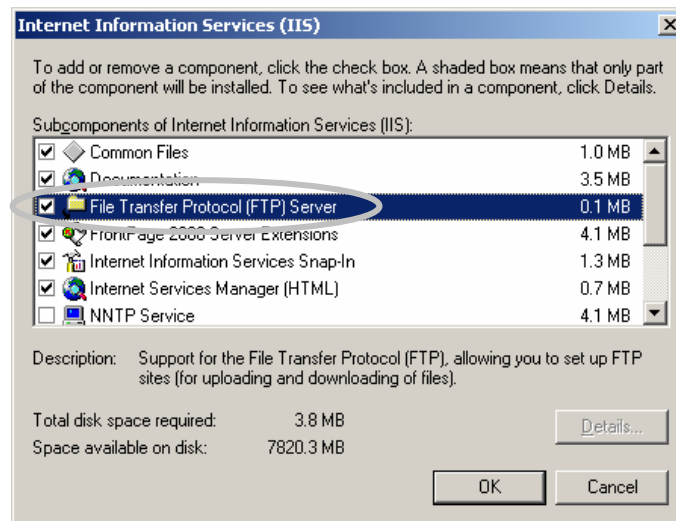 Internet Information Services (IIS)
To add or remove a component, click the check box. A shaded box means that only part
of the component will be installed. To see what's included in a component, click Details.
Subcomponents of Internet Information Services (IIS):
Common Files 1.0 MB
Documentation 3.5 MB
File Transfer Protocol (FTP) Server 0.1 MB
FrontPage 2000 Server Extensions 4.1 MB
Internet Information Services Snap-In 1.3 MB
Internet Services Manager (HTML) 0.7 MB
NNTP Service 4.1 MB
Description: Support for the File Transfer Protocol (FTP), allowing you to set up FTP
sites (for uploading and downloading of files).
Total disk space required: 3.8 MB
Details...
Space available on disk: 7820.3 MB
OK Cancel